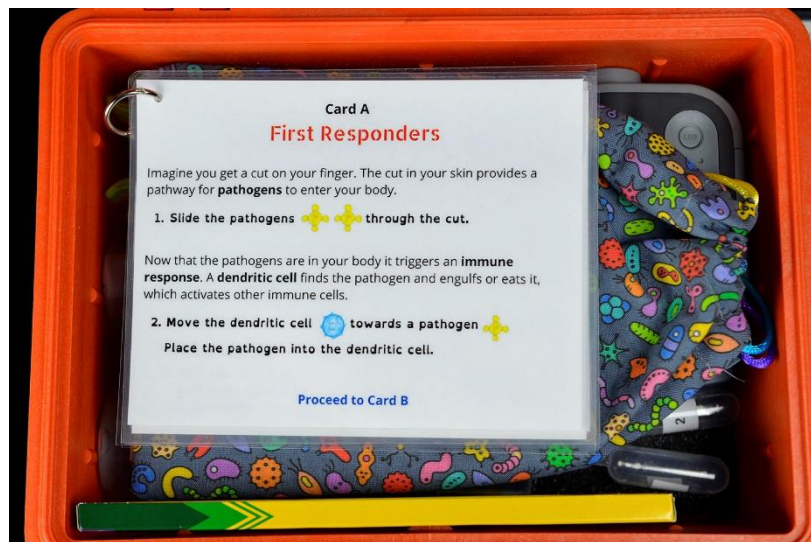 Card A
First Responders
Imagine you get a cut on your finger. The cut in your skin provides a
pathway for pathogens to enter your body.
1. Slide the pathogens through the cut.
Now that the pathogens are in your body it triggers an immune
response. A dendritic cell finds the pathogen and engulfs or eats it,
which activates other immune cells.
2. Move the dendritic cell towards a pathogen
Place the pathogen into the dendritic cell.
Proceed to Card B
2